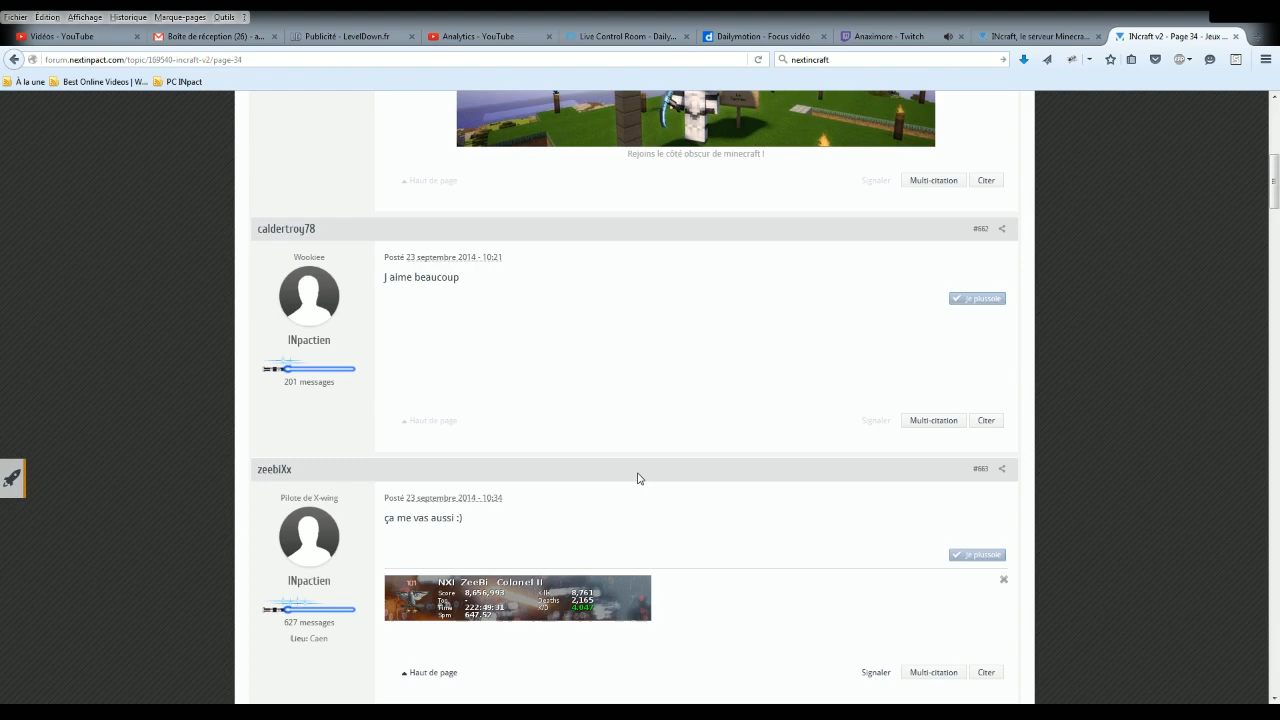 Fichier Édition Affichage Historique Marque-pages Outils ?
Vidéos - YouTube
Boîte de réception (26) - a...
Publicité - LevelDown.fr
Analytics - YouTube
Live Control Room - Daily...
Dailymotion - Focus vidéo
Anaximore - Twitch
INcraft, le serveur Minecra...
INcraft v2 - Page 34 - Jeux ...
forum.nextinpact.com/topic/169540-incraft-v2/page-34
nextincraft
À la une Best Online Videos | W... PC INpact
Rejoins le côté obscur de minecraft !
Haut de page Signaler Multi-citation Citer
caldertroy78 #662
Wookiee
Posté 23 septembre 2014 - 10:21
J aime beaucoup
je plussoie
INpactien
201 messages
Haut de page Signaler Multi-citation Citer
zeebiXx #663
Pilote de X-wing
Posté 23 septembre 2014 - 10:34
ça me vas aussi :)
je plussoie
INpactien
627 messages
Lieu: Caen
101 NXI ZeeBi Colonel II
Score 8,656,993 Kills 8,761
Top - Deaths 2,165
Time 222:49:31 K/D 4.047
Spm 647.52
Haut de page Signaler Multi-citation Citer